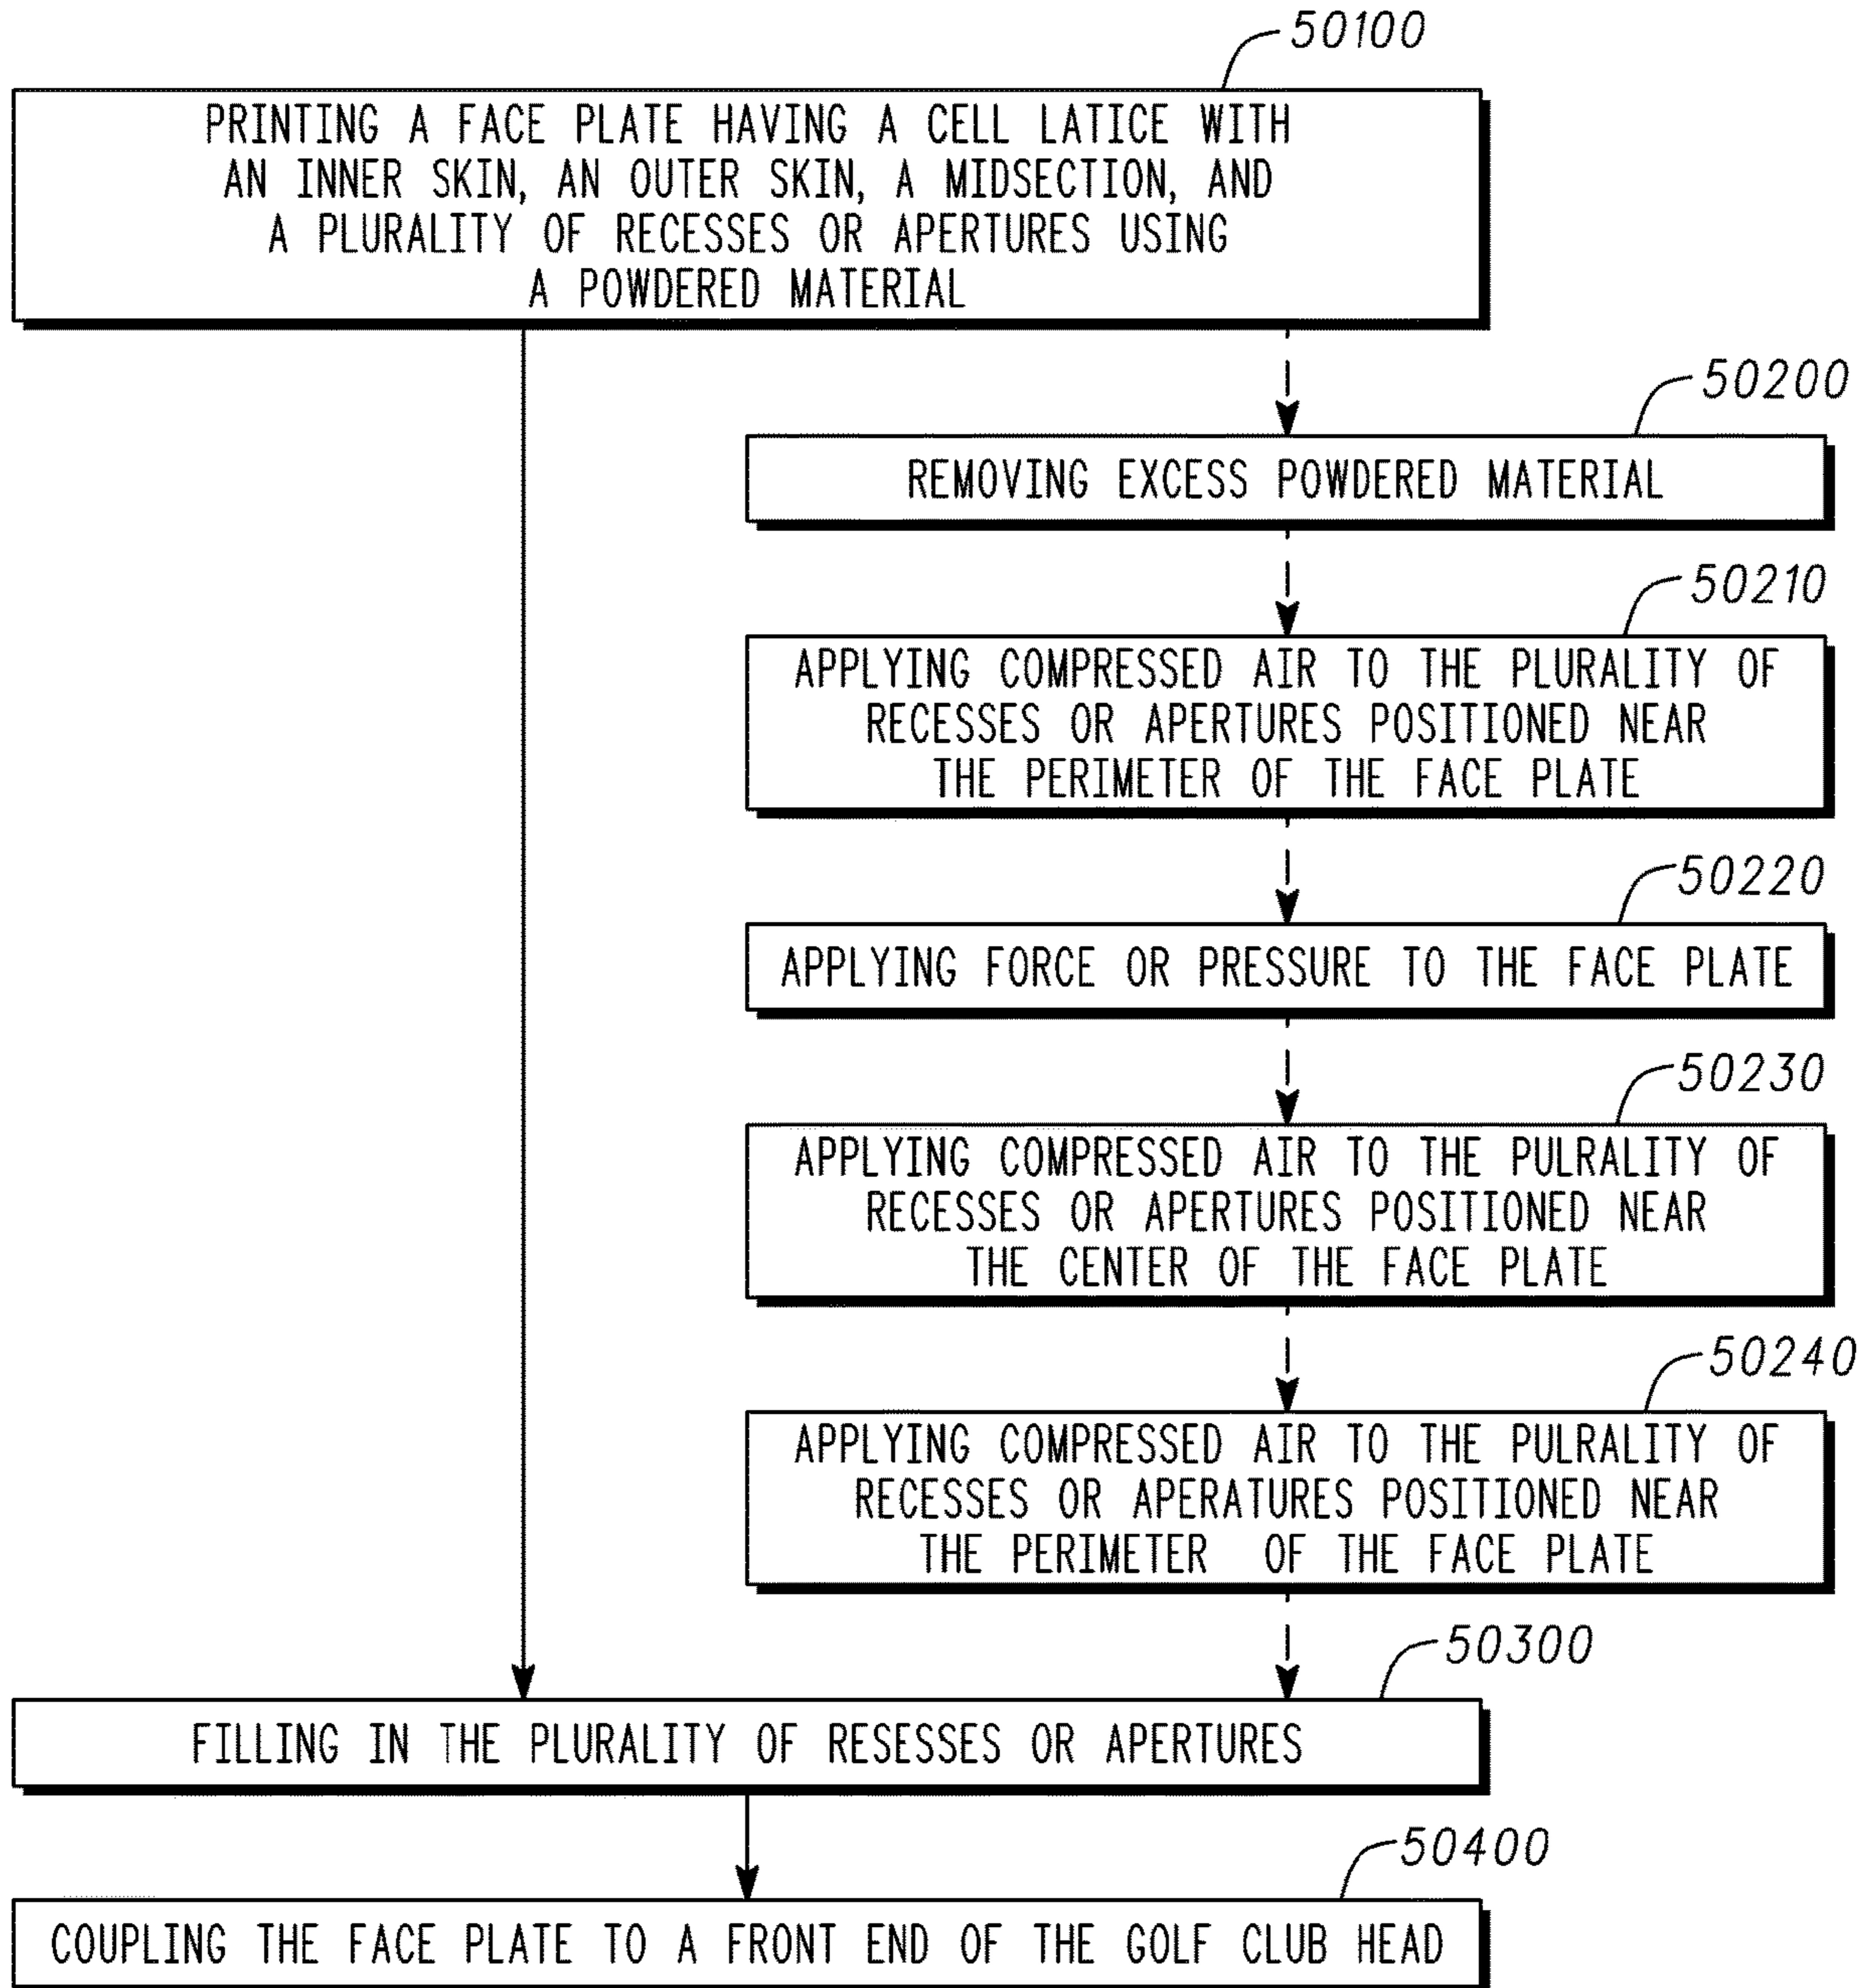 50100
PRINTING A FACE PLATE HAVING A CELL LATICE WITH
AN INNER SKIN, AN OUTER SKIN, A MIDSECTION, AND
A PLURALITY OF RECESSES OR APERTURES USING
A POWDERED MATERIAL
50200
REMOVING EXCESS POWDERED MATERIAL
50210
APPLYING COMPRESSED AIR TO THE PLURALITY OF
RECESSES OR APERTURES POSITIONED NEAR
THE PERIMETER OF THE FACE PLATE
50220
APPLYING FORCE OR PRESSURE TO THE FACE PLATE
50230
APPLYING COMPRESSED AIR TO THE PULRALITY OF
RECESSES OR APERTURES POSITIONED NEAR
THE CENTER OF THE FACE PLATE
50240
APPLYING COMPRESSED AIR TO THE PULRALITY OF
RECESSES OR APERATURES POSITIONED NEAR
THE PERIMETER OF THE FACE PLATE
50300
FILLING IN THE PLURALITY OF RESESSES OR APERTURES
50400
COUPLING THE FACE PLATE TO A FRONT END OF THE GOLF CLUB HEAD